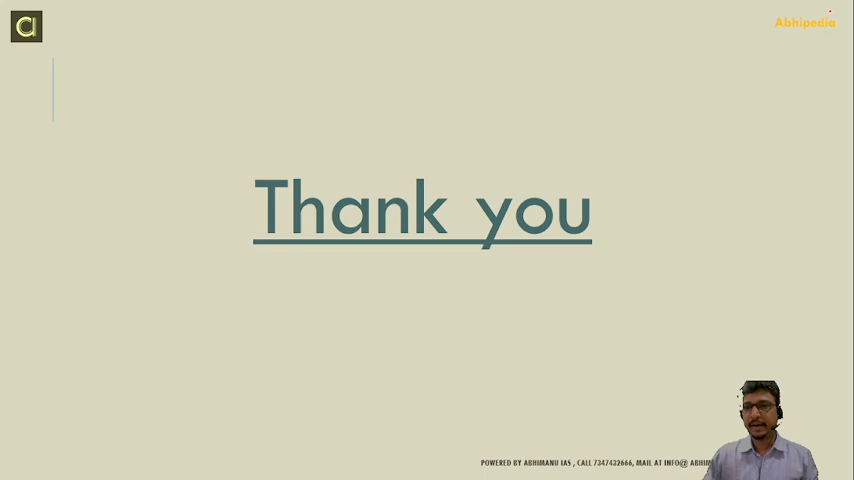 a
Abhipedia
Thank you
POWERED BY ABHIMANU IAS , CALL 7347432666, MAIL AT INFO@ ABHIM